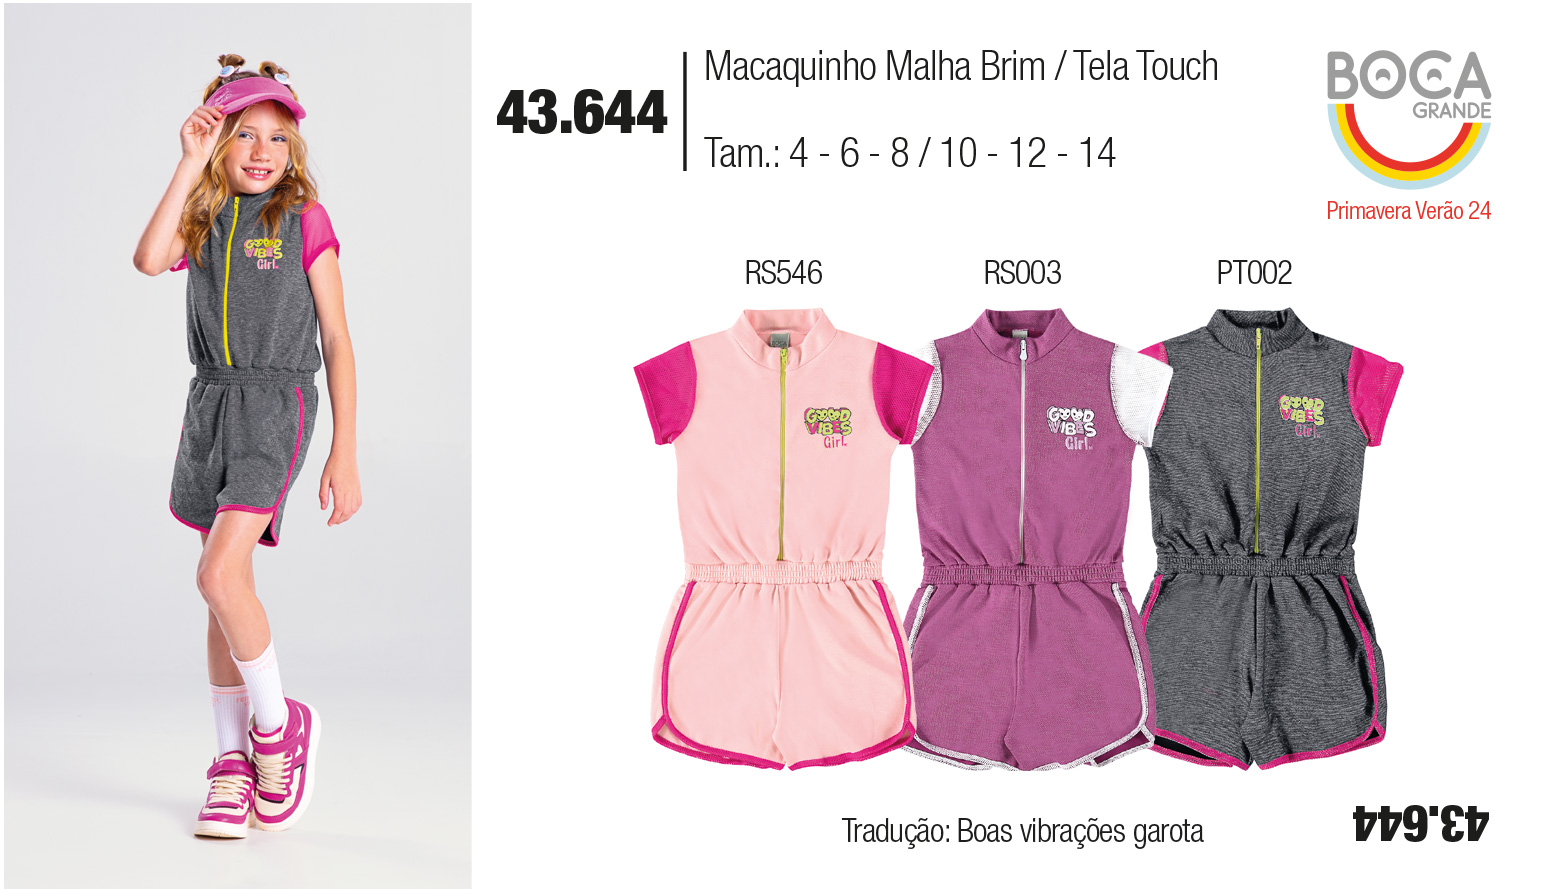 43.644
Macaquinho Malha Brim / Tela Touch
Tam.: 4 - 6 - 8 / 10 - 12 - 14
BOCA
GRANDE
Primavera Verão 24
GOOD
VIBES
Girl
RS546
RS003
PT002
GOOD
VIBES
Girl
GOOD
VIBES
Girl
GOOD
VIBES
Girl
Tradução: Boas vibrações garota
43.644